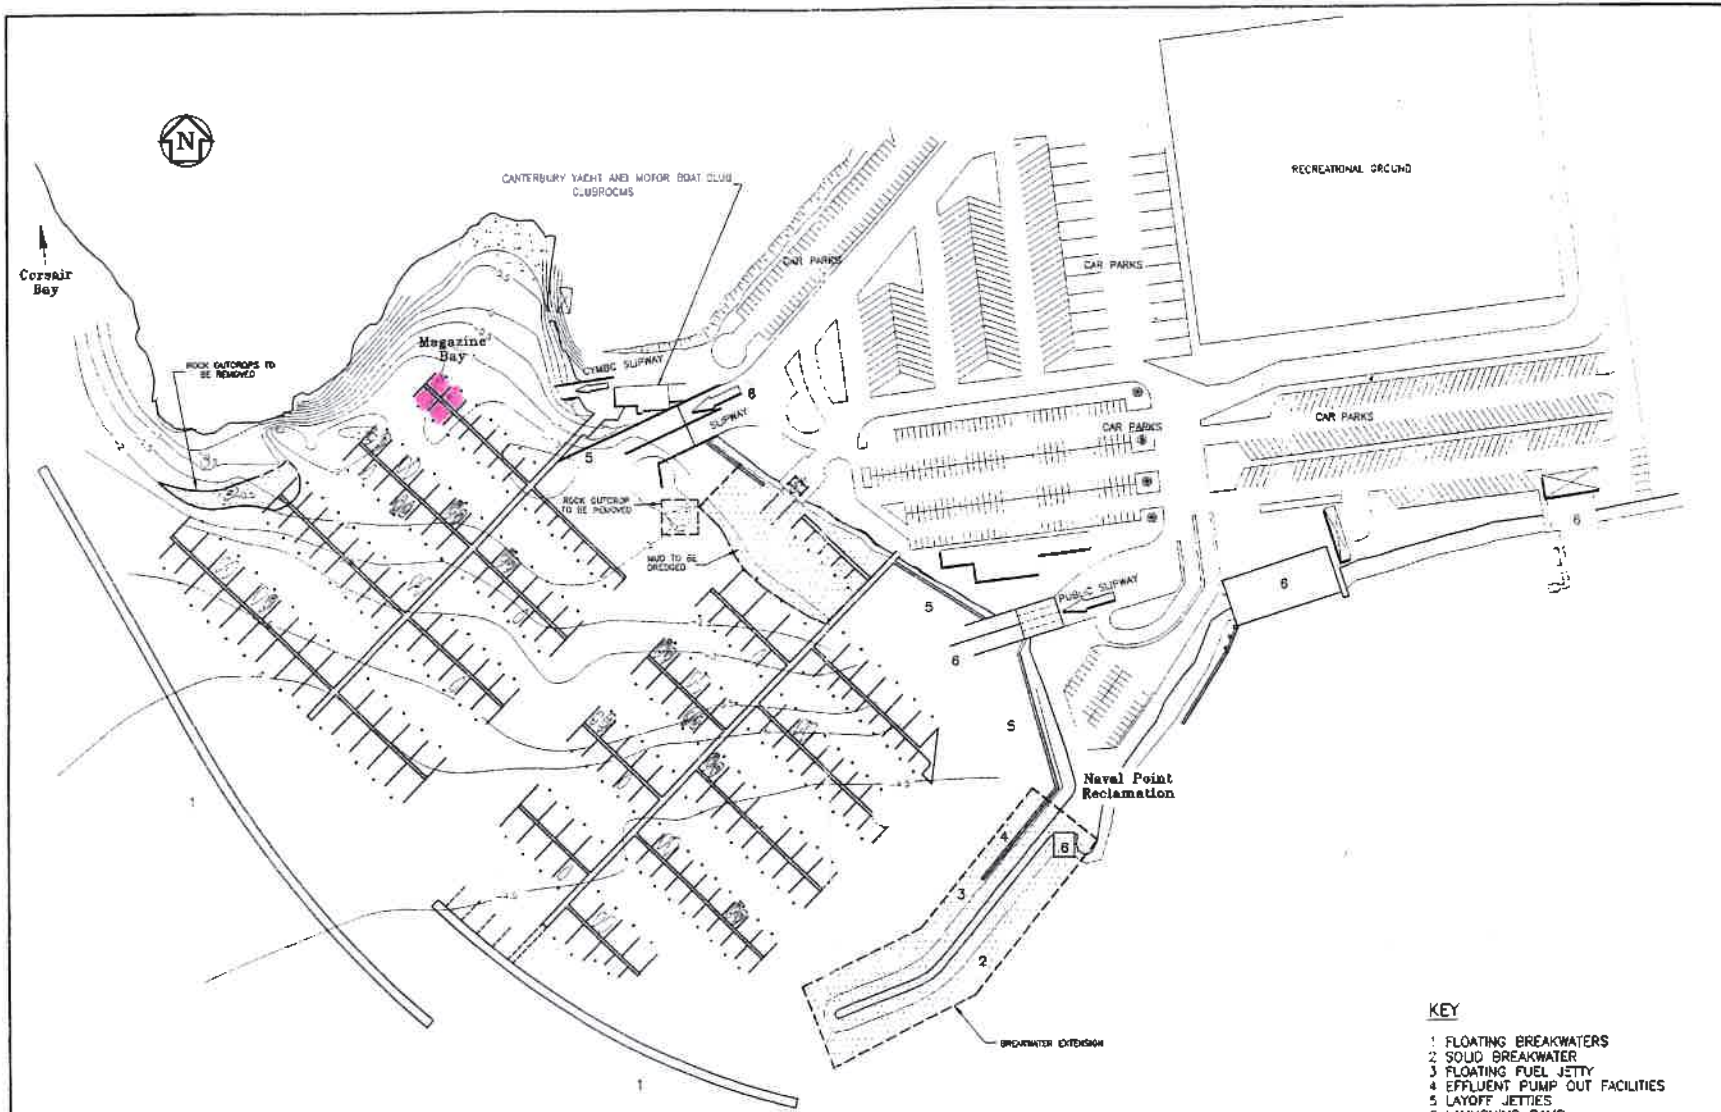 N
CANTERBURY YACHT AND MOTOR BOAT CLUB
CLUBROOMS
RECREATIONAL GROUND
CAR PARKS
CAR PARKS
Corsair
Bay
Magazine
Bay
ROCK OUTCROPS TO
BE REMOVED
CYMBC SLIPWAY
6
SLIPWAY
CAR PARKS
CAR PARKS
5
ROCK OUTCROP
TO BE REMOVED
MUD TO BE
DREDGED
6
PUBLIC SLIPWAY
6
5
6
5
1
Naval Point
Reclamation
4
6
3
2
BREAKWATER EXTENSION
1
KEY
1 FLOATING BREAKWATERS
2 SOLID BREAKWATER
3 FLOATING FUEL JETTY
4 EFFLUENT PUMP OUT FACILITIES
5 LAYOFF JETTIES